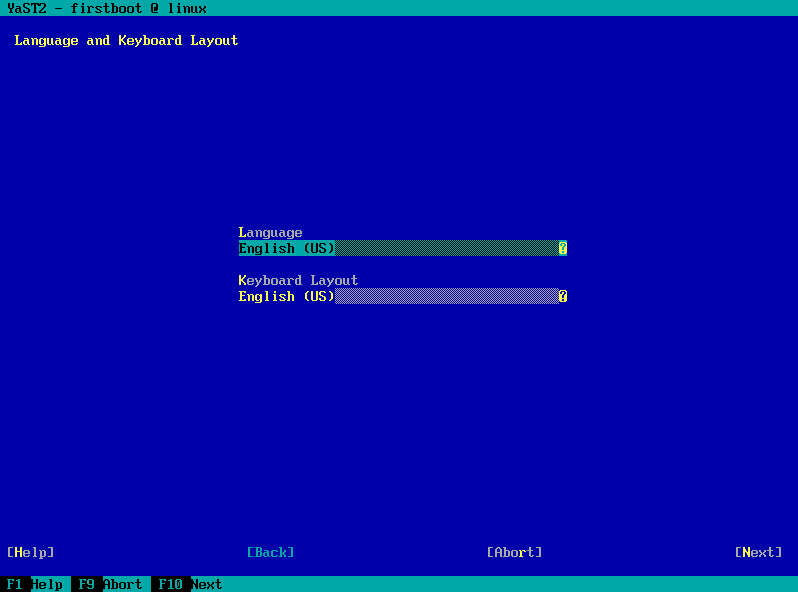 YaST2 - firstboot @ linux
Language and Keyboard Layout
Language
English (US) ?
Keyboard Layout
English (US) ?
[Help] [Back] [Abort] [Next]
F1 Help F9 Abort F10 Next